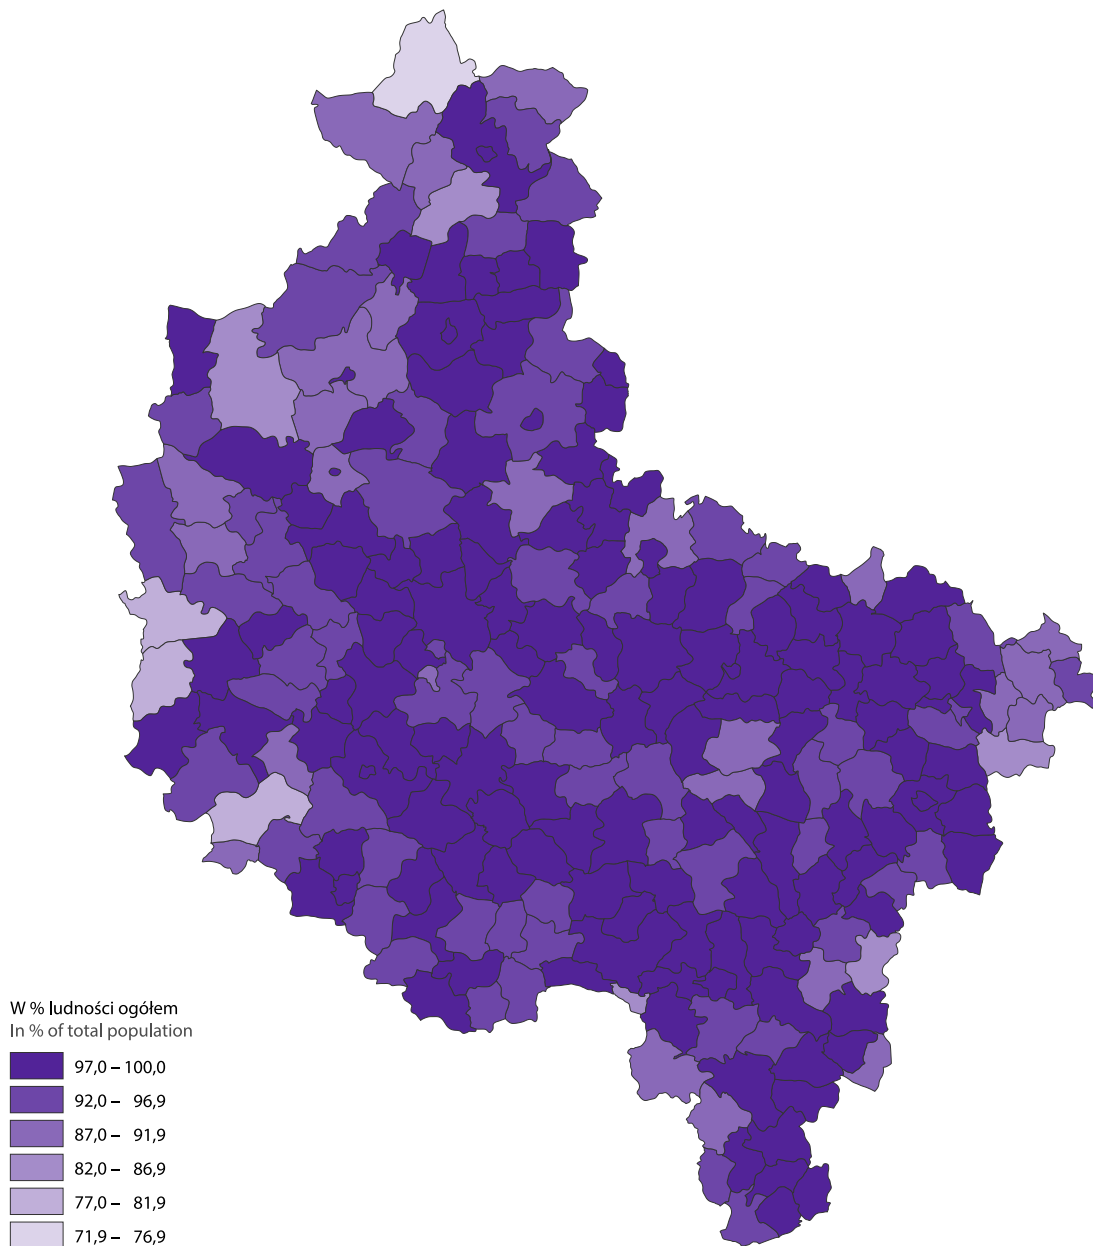 W % ludności ogółem
In % of total population
97,0 – 100,0
92,0 – 96,9
87,0 – 91,9
82,0 – 86,9
77,0 – 81,9
71,9 – 76,9